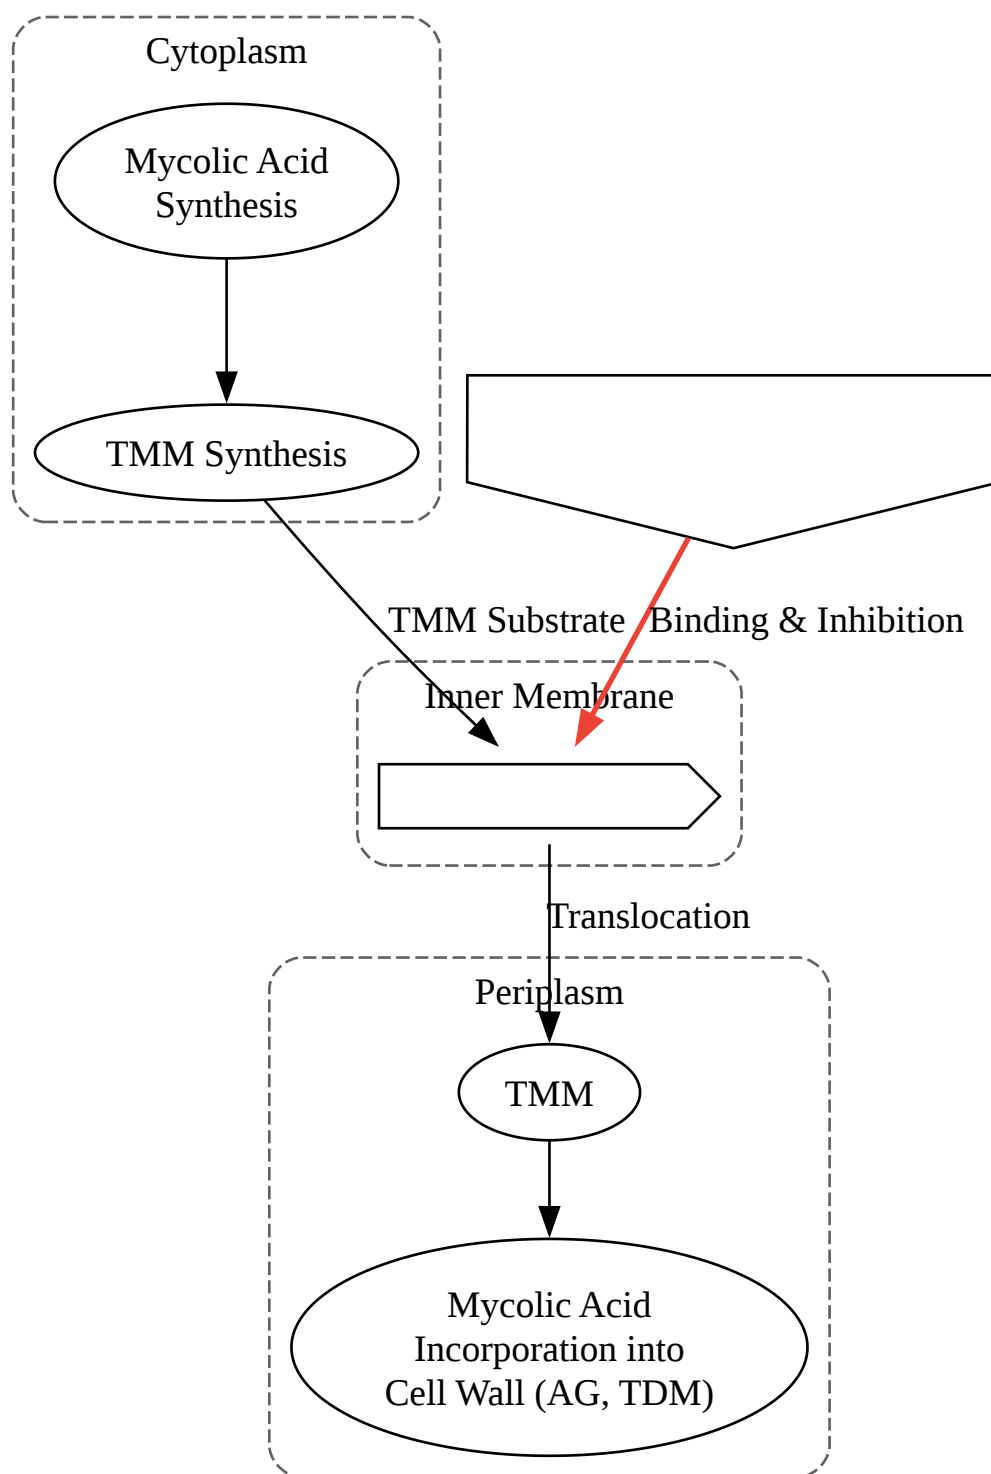 Cytoplasm
Mycolic Acid
Synthesis
TMM Synthesis
TMM Substrate
Binding & Inhibition
Inner Membrane
Translocation
Periplasm
TMM
Mycolic Acid
Incorporation into
Cell Wall (AG, TDM)